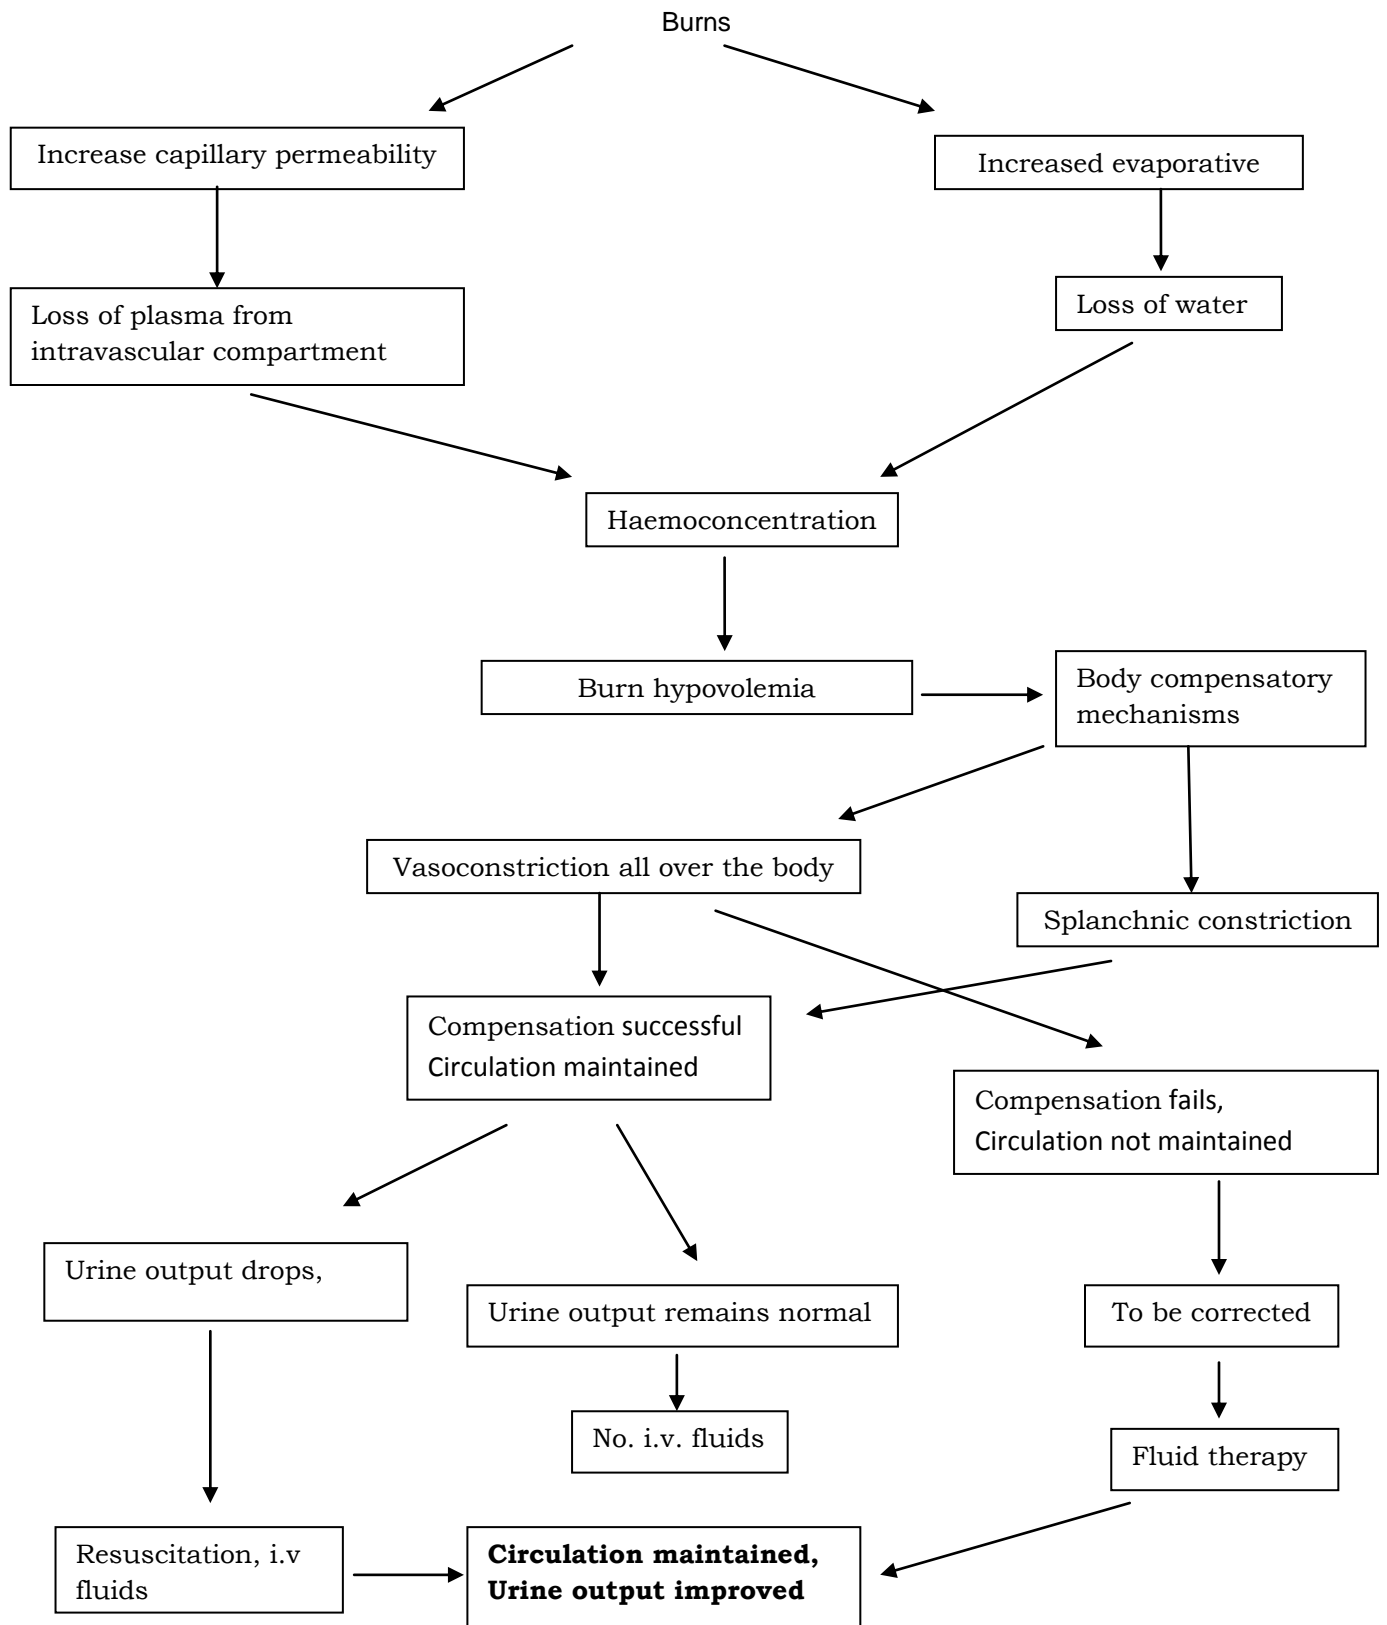 Burns
Increase capillary permeability
Increased evaporative
Loss of plasma from
intravascular compartment
Loss of water
Haemoconcentration
Burn hypovolemia
Body compensatory
mechanisms
Vasoconstriction all over the body
Splanchnic constriction
Compensation successful
Circulation maintained
Compensation fails,
Circulation not maintained
Urine output drops,
Urine output remains normal
To be corrected
No. i.v. fluids
Fluid therapy
Resuscitation, i.v
fluids
Circulation maintained,
Urine output improved